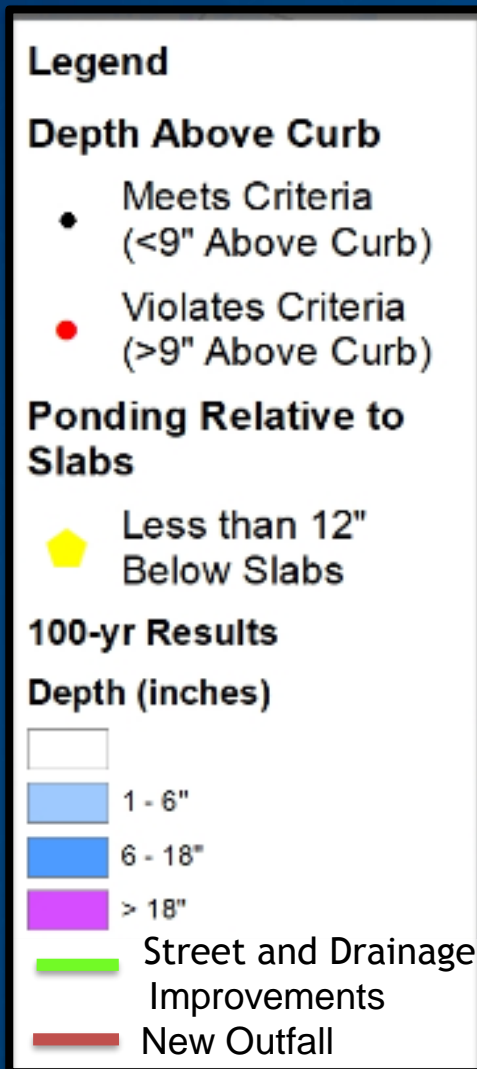 Legend
Depth Above Curb
Meets Criteria
(<9" Above Curb)
Violates Criteria
(>9" Above Curb)
Ponding Relative to
Slabs
Less than 12"
Below Slabs
100-yr Results
Depth (inches)
1 - 6"
6 - 18"
> 18"
Street and Drainage
Improvements
New Outfall